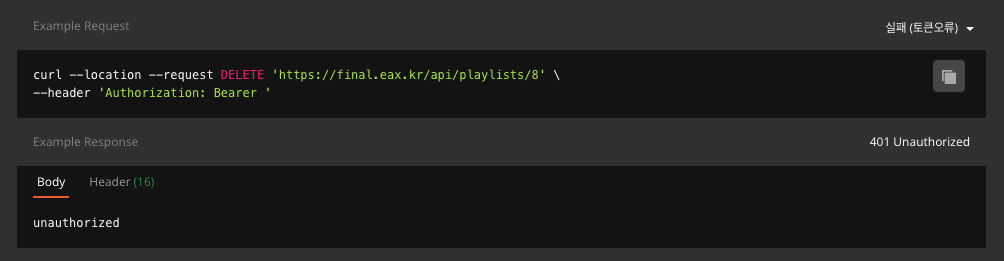 Example Request
실패 (토큰오류)
curl --location --request DELETE 'https://final.eax.kr/api/playlists/8' \
--header 'Authorization: Bearer '
Example Response
401 Unauthorized
Body
Header (16)
unauthorized